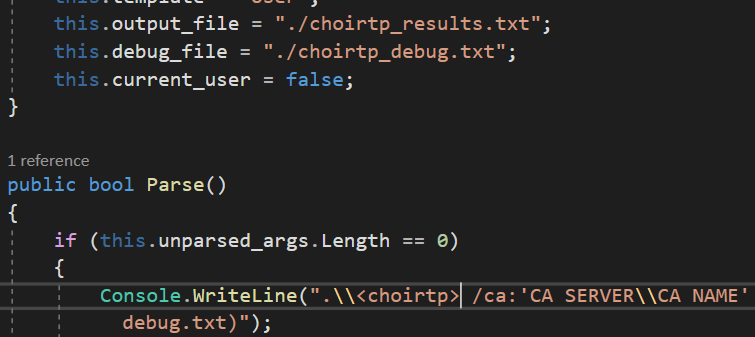 this.template = "User";
this.output_file = "./choirtp_results.txt";
this.debug_file = "./choirtp_debug.txt";
this.current_user = false;
}
1 reference
public bool Parse()
{
if (this.unparsed_args.Length == 0)
{
Console.WriteLine(".\\<choirtp> /ca:'CA SERVER\\CA NAME'
debug.txt)");